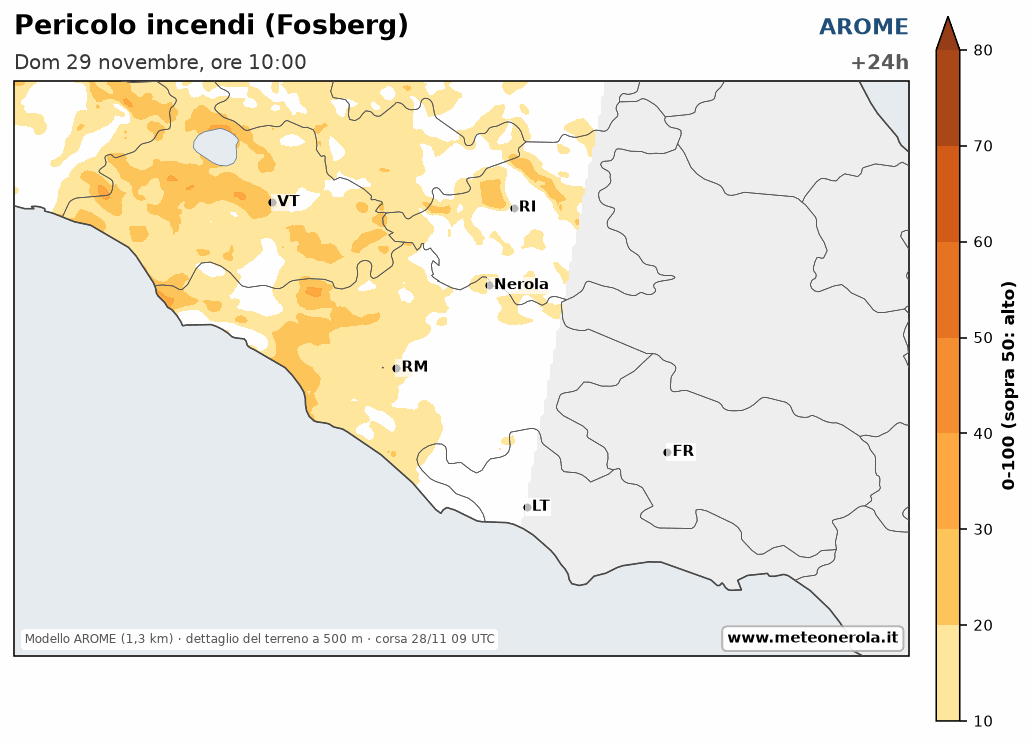 Pericolo incendi (Fosberg)
AROME
Dom 29 novembre, ore 10:00
+24h
VT
RI
Nerola
RM
FR
LT
Modello AROME (1,3 km) · dettaglio del terreno a 500 m · corsa 28/11 09 UTC
www.meteonerola.it
80
70
60
50
40
30
20
10
0-100 (sopra 50: alto)